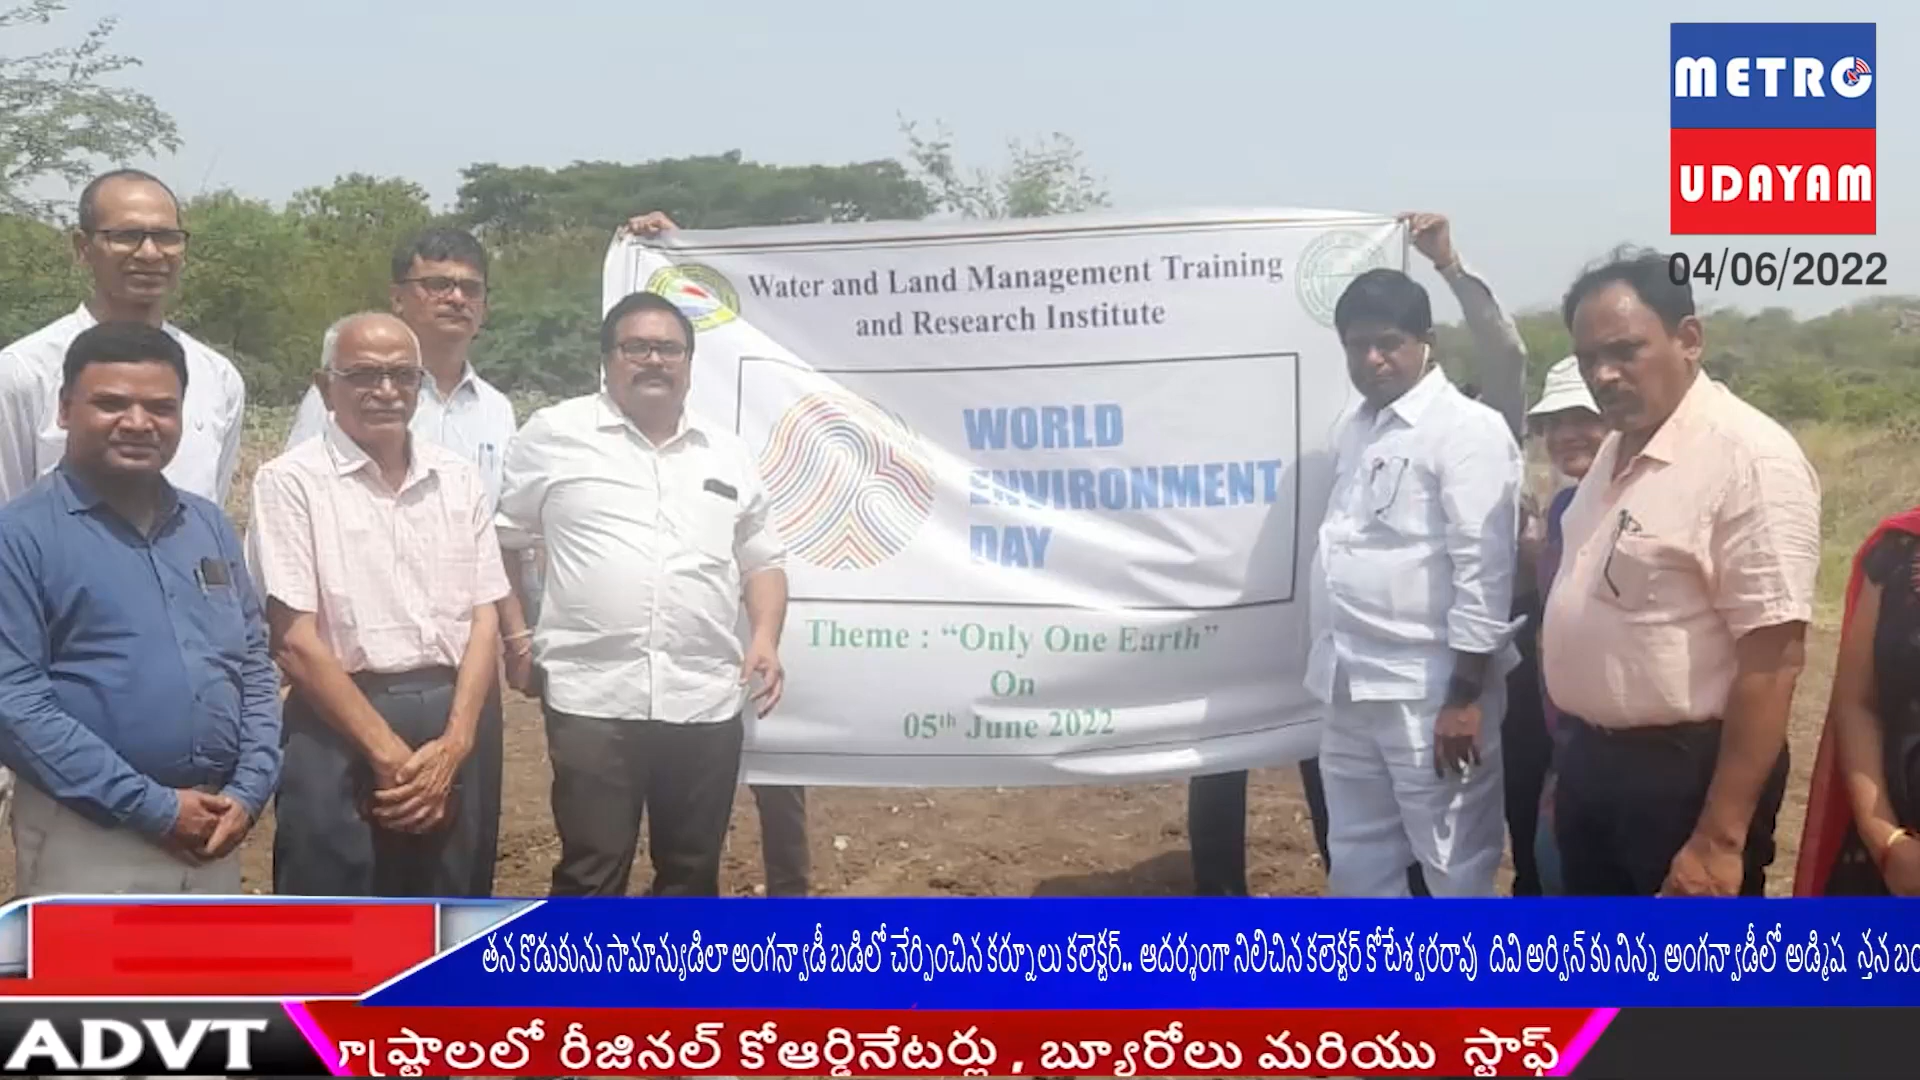 METRO
UDAYAM
04/06/2022
Water and Land Management Training
and Research Institute
WORLD
ENVIRONMENT
DAY
Theme : “Only One Earth”
On
05th June 2022
తన కొడుకును సామాన్యుడిలా అంగన్వాడీ బడిలో చేర్పించిన కర్నూలు కలెక్టర్.. ఆదర్శంగా నిలిచిన కలెక్టర్ కోటేశ్వరరావు దివి అర్విన్ కు నిన్న అంగన్వాడీలో అడ్మిష
ADVT
రీజినల్ కోఆర్డినేటర్లు , బ్యూరోలు మరియు స్టాఫ్